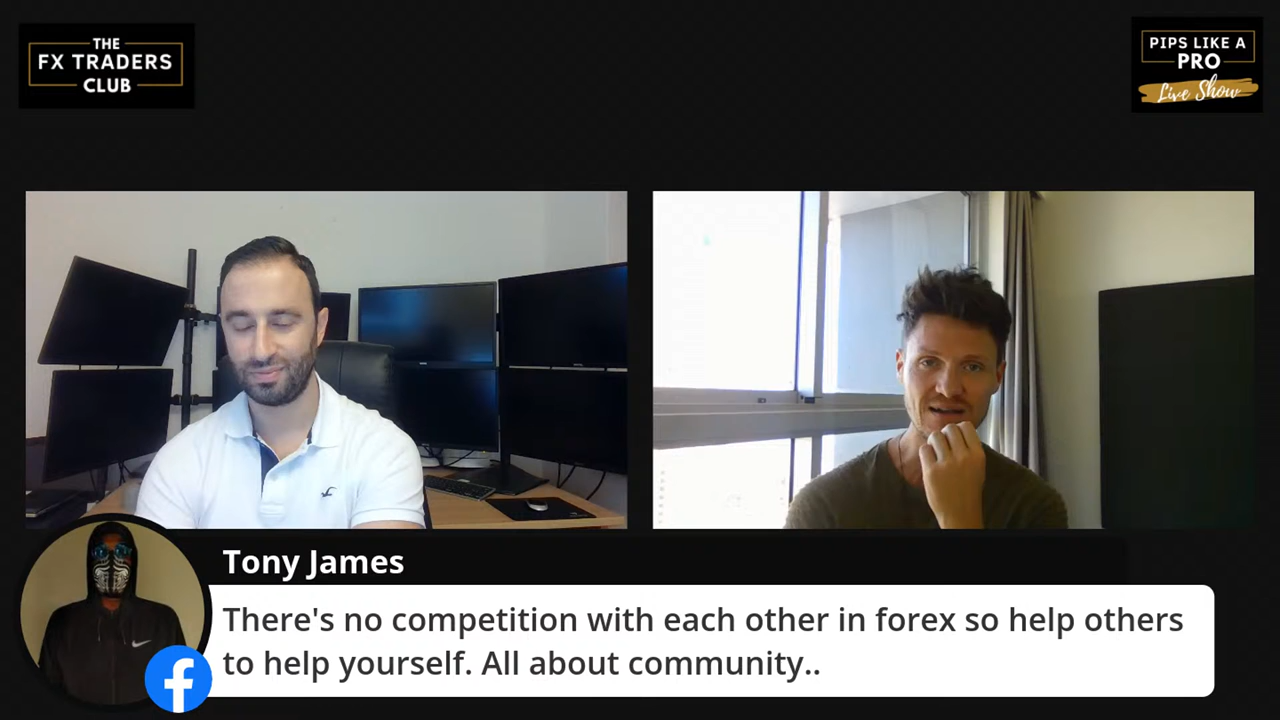 THE
FX TRADERS
CLUB
PIPS LIKE A
PRO
Live Show
Tony James
There's no competition with each other in forex so help others
to help yourself. All about community..